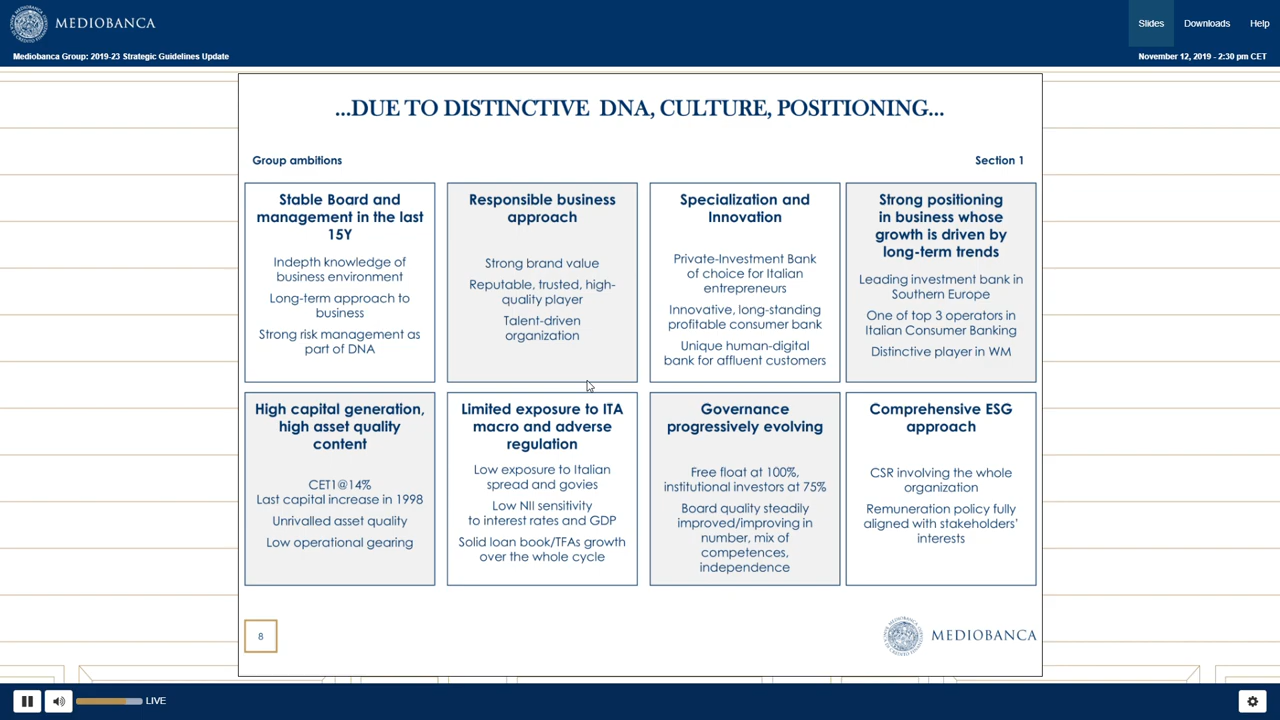 MEDIOBANCA
Slides
Downloads
Help
Mediobanca Group: 2019-23 Strategic Guidelines Update
November 12, 2019 - 2:30 pm CET
...DUE TO DISTINCTIVE DNA, CULTURE, POSITIONING...
Group ambitions
Section 1
Stable Board and
management in the last
15Y
Indepth knowledge of
business environment
Long-term approach to
business
Strong risk management as
part of DNA
Responsible business
approach
Strong brand value
Reputable, trusted, high-
quality player
Talent-driven
organization
Specialization and
Innovation
Private-Investment Bank
of choice for Italian
entrepreneurs
Innovative, long-standing
profitable consumer bank
Unique human-digital
bank for affluent customers
Strong positioning
in business whose
growth is driven by
long-term trends
Leading investment bank in
Southern Europe
One of top 3 operators in
Italian Consumer Banking
Distinctive player in WM
High capital generation,
high asset quality
content
CET1@14%
Last capital increase in 1998
Unrivalled asset quality
Low operational gearing
Limited exposure to ITA
macro and adverse
regulation
Low exposure to Italian
spread and govies
Low NII sensitivity
to interest rates and GDP
Solid loan book/TFAs growth
over the whole cycle
Governance
progressively evolving
Free float at 100%,
institutional investors at 75%
Board quality steadily
improved/improving in
number, mix of
competences,
independence
Comprehensive ESG
approach
CSR involving the whole
organization
Remuneration policy fully
aligned with stakeholders'
interests
8
MEDIOBANCA
LIVE